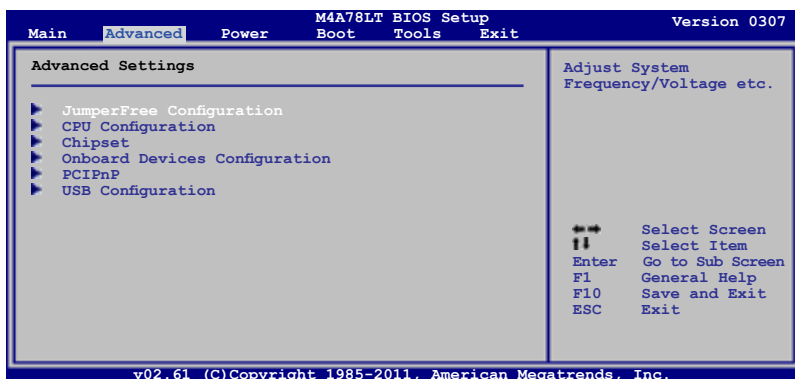 M4A78LT BIOS Setup
Version 0307
Main Advanced Power Boot Tools Exit
Advanced Settings
JumperFree Configuration
CPU Configuration
Chipset
Onboard Devices Configuration
PCIPnP
USB Configuration
Adjust System
Frequency/Voltage etc.
←→ Select Screen
↑↓ Select Item
Enter Go to Sub Screen
F1 General Help
F10 Save and Exit
ESC Exit
v02.61 (C)Copyright 1985-2011, American Megatrends, Inc.